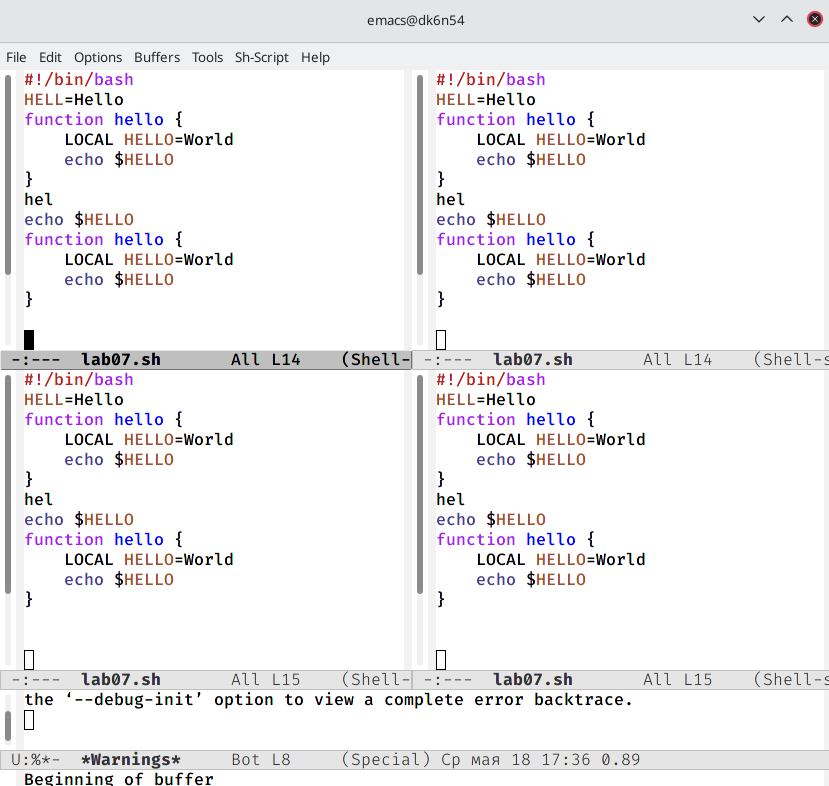 emacs@dk6n54
File Edit Options Buffers Tools Sh-Script Help
#!/bin/bash
HELL=Hello
function hello {
    LOCAL HELLO=World
    echo $HELLO
}
hel
echo $HELLO
function hello {
    LOCAL HELLO=World
    echo $HELLO
}
-:--- lab07.sh All L14 (Shell-
#!/bin/bash
HELL=Hello
function hello {
    LOCAL HELLO=World
    echo $HELLO
}
hel
echo $HELLO
function hello {
    LOCAL HELLO=World
    echo $HELLO
}
-:--- lab07.sh All L14 (Shell-s
#!/bin/bash
HELL=Hello
function hello {
    LOCAL HELLO=World
    echo $HELLO
}
hel
echo $HELLO
function hello {
    LOCAL HELLO=World
    echo $HELLO
}
-:--- lab07.sh All L15 (Shell-
#!/bin/bash
HELL=Hello
function hello {
    LOCAL HELLO=World
    echo $HELLO
}
hel
echo $HELLO
function hello {
    LOCAL HELLO=World
    echo $HELLO
}
-:--- lab07.sh All L15 (Shell-s
the ‘--debug-init’ option to view a complete error backtrace.
U:%*- *Warnings* Bot L8 (Special) Ср мая 18 17:36 0.89
Beginning of buffer